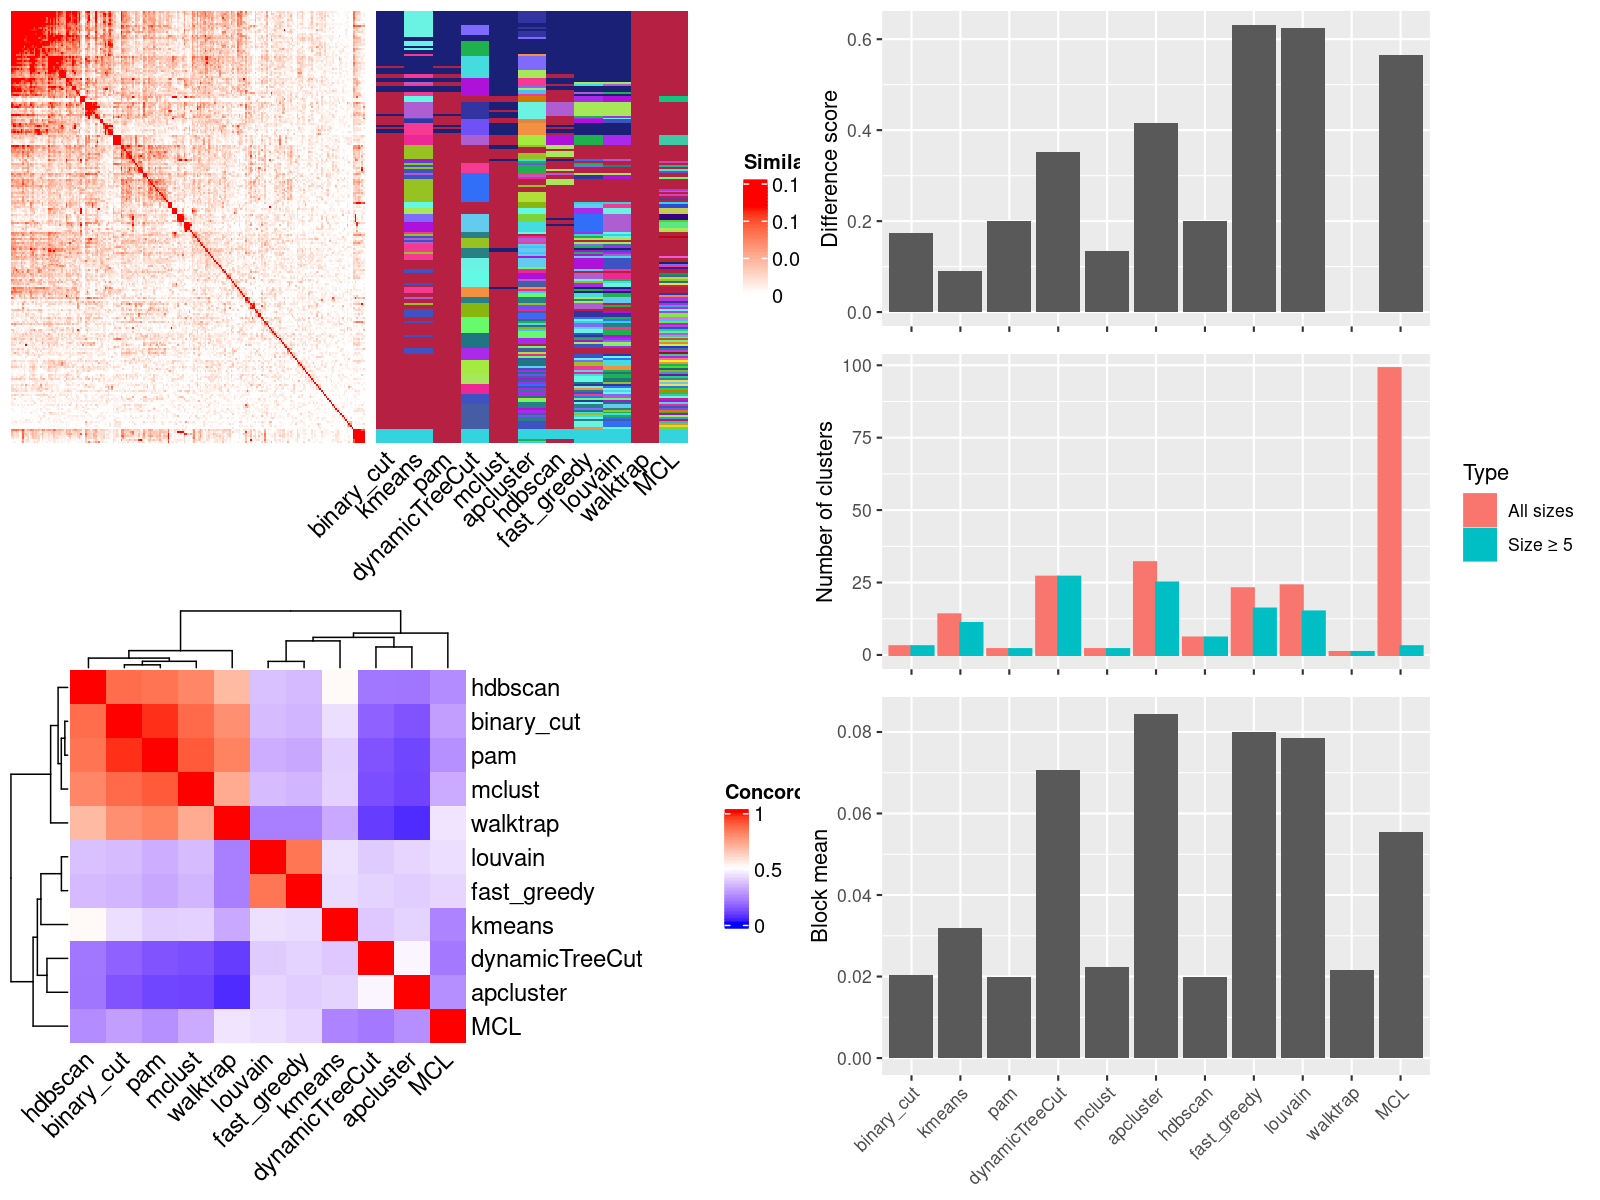 Simila
0.1
0.1
0.0
0
binary_cut
kmeans
pam
dynamicTreeCut
mclust
apcluster
hdbscan
fast_greedy
louvain
walktrap
MCL
hdbscan
binary_cut
pam
mclust
walktrap
louvain
fast_greedy
kmeans
dynamicTreeCut
apcluster
MCL
hdbscan
binary_cut
pam
mclust
walktrap
louvain
fast_greedy
kmeans
dynamicTreeCut
apcluster
MCL
Concord
1
0.5
0
Difference score
0.6
0.4
0.2
0.0
Number of clusters
100
75
50
25
0
Type
All sizes
Size ≥ 5
Block mean
0.08
0.06
0.04
0.02
0.00
binary_cut
kmeans
pam
dynamicTreeCut
mclust
apcluster
hdbscan
fast_greedy
louvain
walktrap
MCL